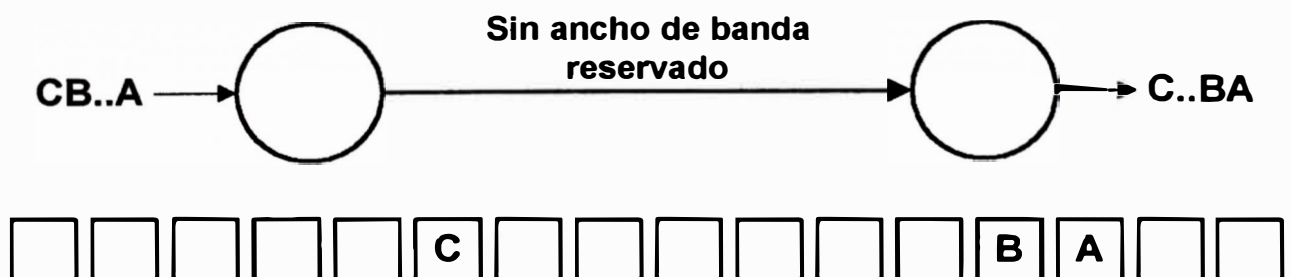 Sin ancho de banda
reservado
CB..A
C..BA
C B A